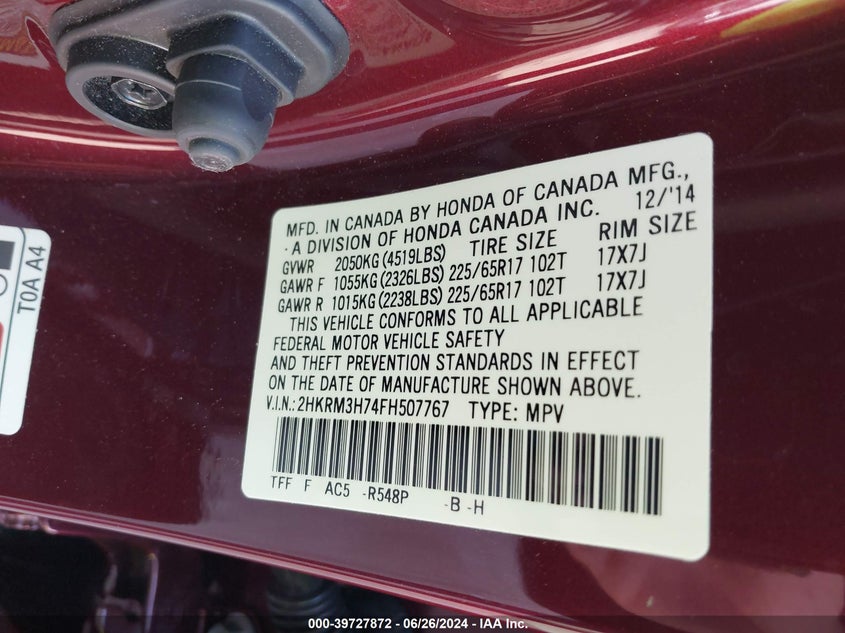 MFD. IN CANADA BY HONDA OF CANADA MFG.,
A DIVISION OF HONDA CANADA INC. 12/'14
GVWR 2050KG (4519LBS) TIRE SIZE RIM SIZE
GAWR F 1055KG (2326LBS) 225/65R17 102T 17X7J
GAWR R 1015KG (2238LBS) 225/65R17 102T 17X7J
THIS VEHICLE CONFORMS TO ALL APPLICABLE
FEDERAL MOTOR VEHICLE SAFETY
AND THEFT PREVENTION STANDARDS IN EFFECT
ON THE DATE OF MANUFACTURE SHOWN ABOVE.
V.I.N.: 2HKRM3H74FH507767 TYPE: MPV
TFF F AC5 -R548P -B -H
T0A A4
000-39727872 - 06/26/2024 - IAA Inc.